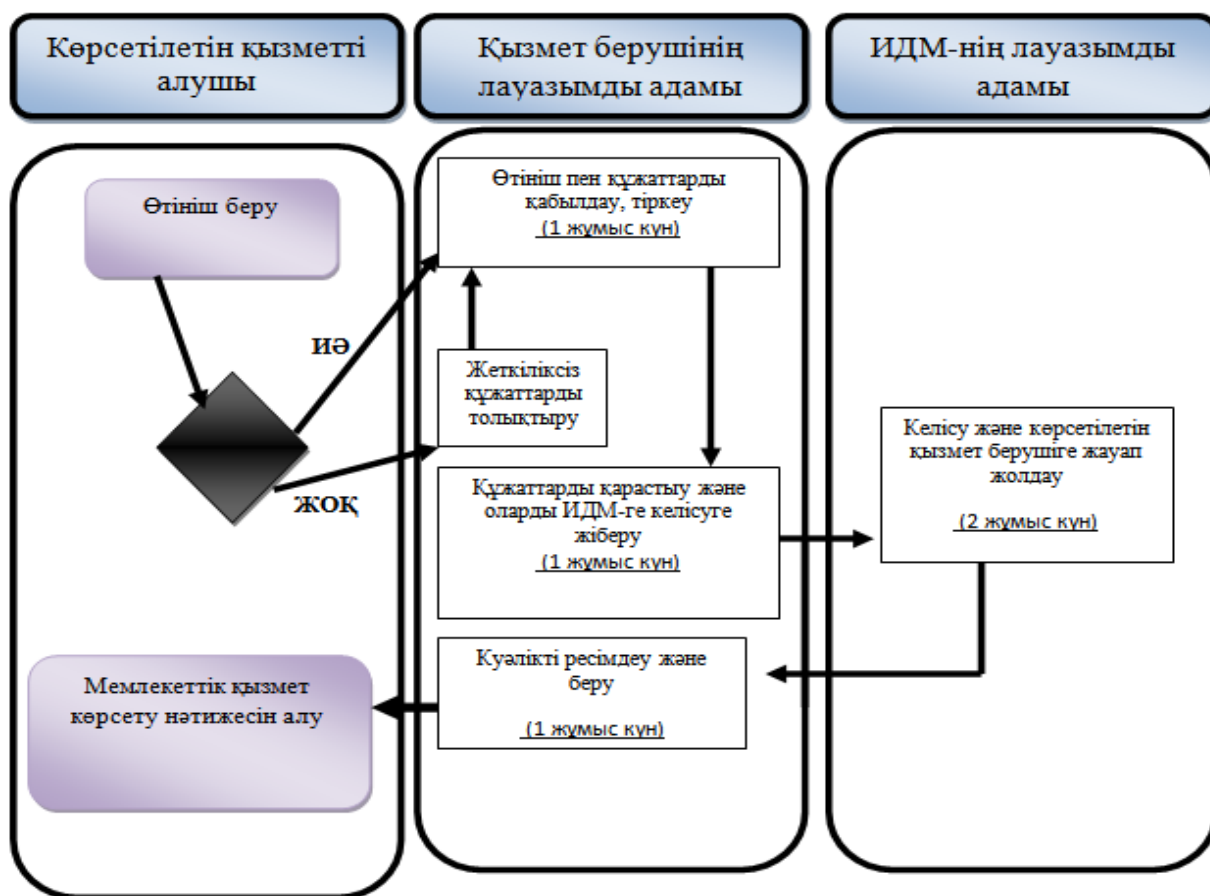 Көрсетілетін қызметті
алушы
Қызмет берушінің
лауазымды адамы
ИДМ-нің лауазымды
адамы
Өтініш беру
Өтініш пен құжаттарды
қабылдау, тіркеу
(1 жұмыс күн)
ИӘ
Жеткіліксіз
құжаттарды
толықтыру
ЖОҚ
Құжаттарды қарастыу және
оларды ИДМ-ге келісуге
жіберу
(1 жұмыс күн)
Келісу және көрсетілетін
қызмет берушіге жауап
жолдау
(2 жұмыс күн)
Куәлікті ресімдеу және
беру
(1 жұмыс күн)
Мемлекеттік қызмет
көрсету нәтижесін алу